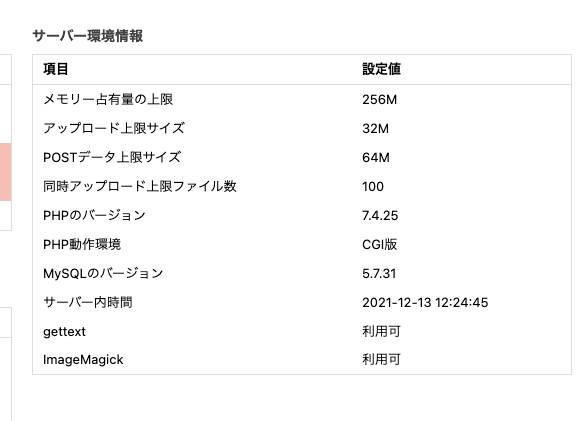 サーバー環境情報
項目 設定値
メモリー占有量の上限 256M
アップロード上限サイズ 32M
POSTデータ上限サイズ 64M
同時アップロード上限ファイル数 100
PHPのバージョン 7.4.25
PHP動作環境 CGI版
MySQLのバージョン 5.7.31
サーバー内時間 2021-12-13 12:24:45
gettext 利用可
ImageMagick 利用可